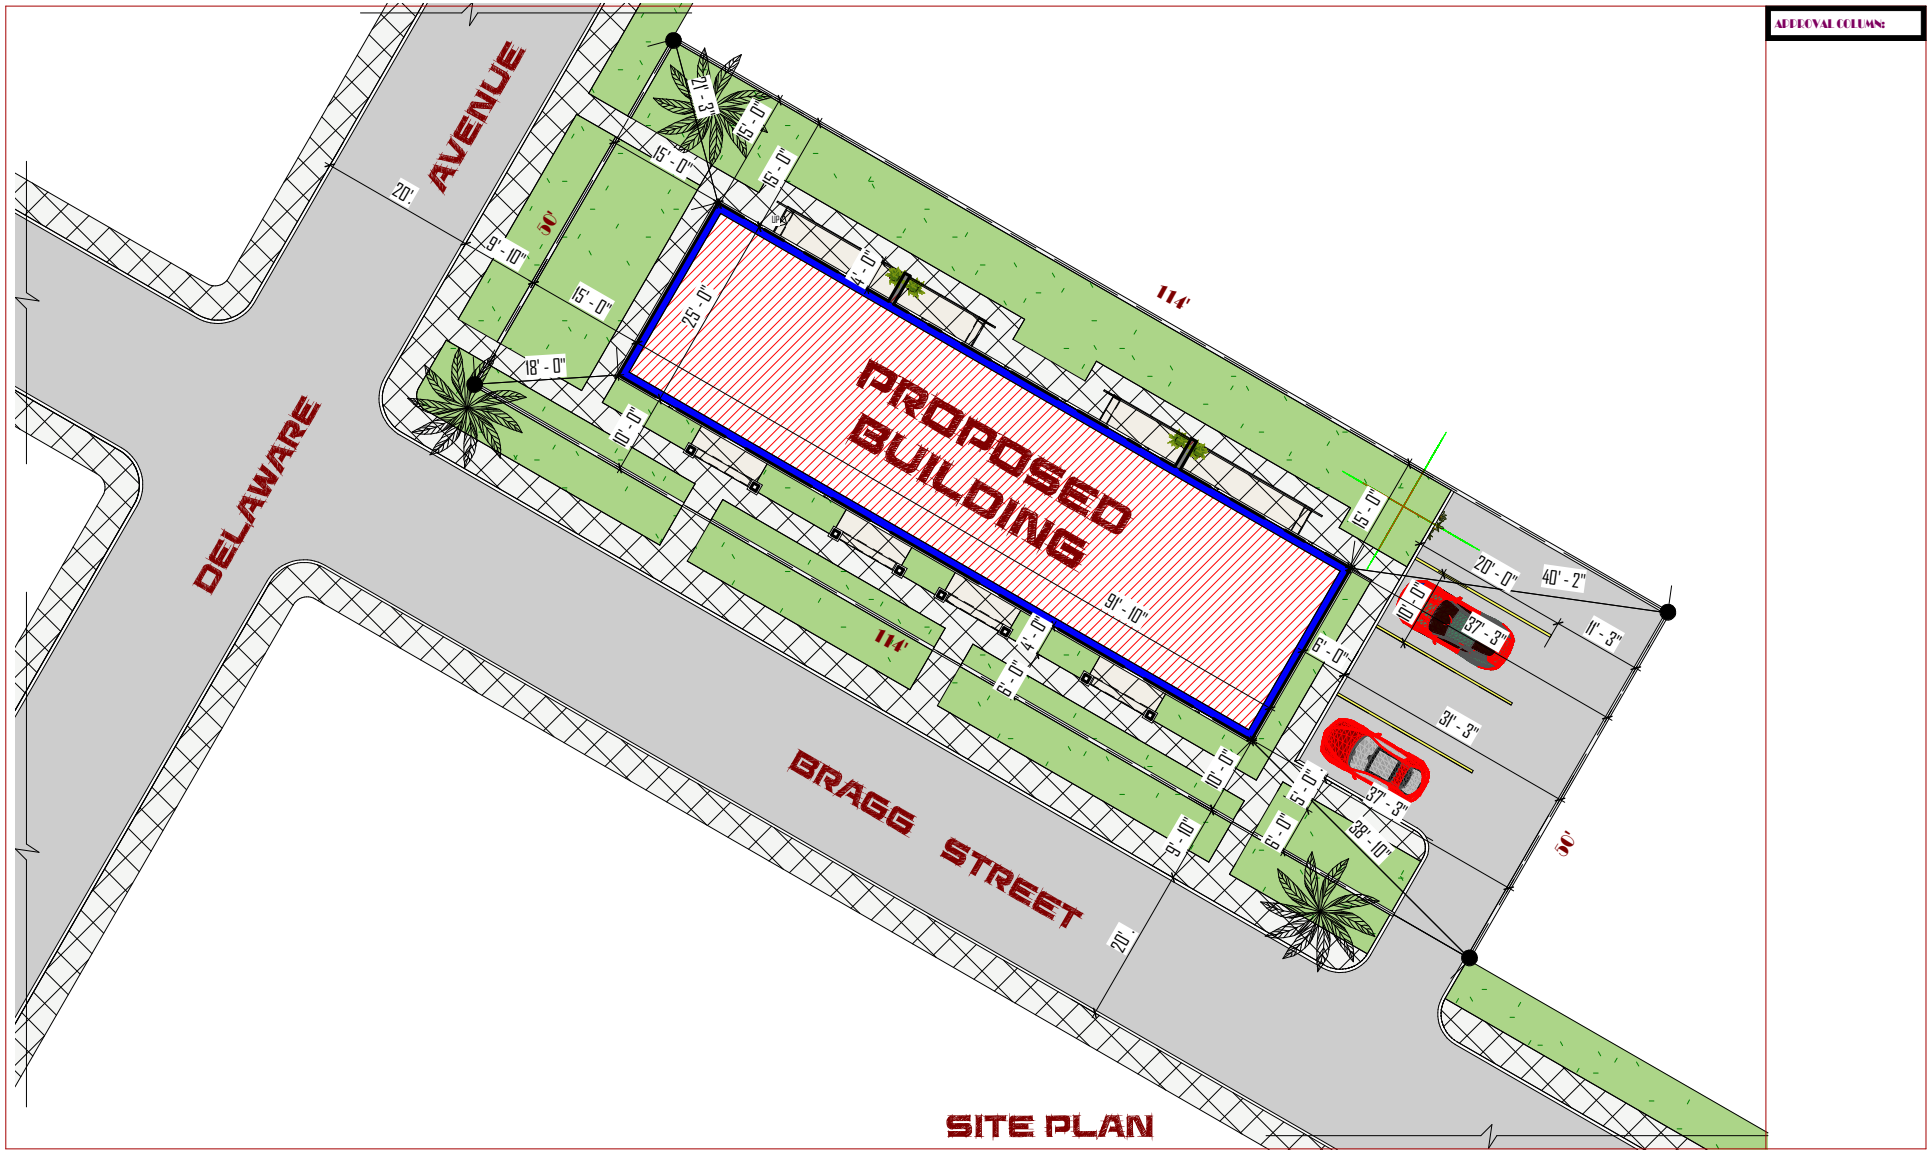 APPROVAL COLUMN:
AVENUE
21' - 3"
15' - 0"
15' - 0"
15' - 0"
20'.
50'
9' - 10"
15' - 0"
UP
4' - 0"
25' - 0"
114'
18' - 0"
10' - 0"
PROPOSED
BUILDING
DELAWARE
15' - 0"
20' - 0"
40' - 2"
10' - 0"
37' - 3"
11' - 3"
91' - 10"
114'
4' - 0"
6' - 0"
6' - 0"
31' - 3"
10' - 0"
5' - 0"
37' - 3"
38' - 10"
6' - 0"
9' - 10"
50'
BRAGG STREET
20'.
SITE PLAN